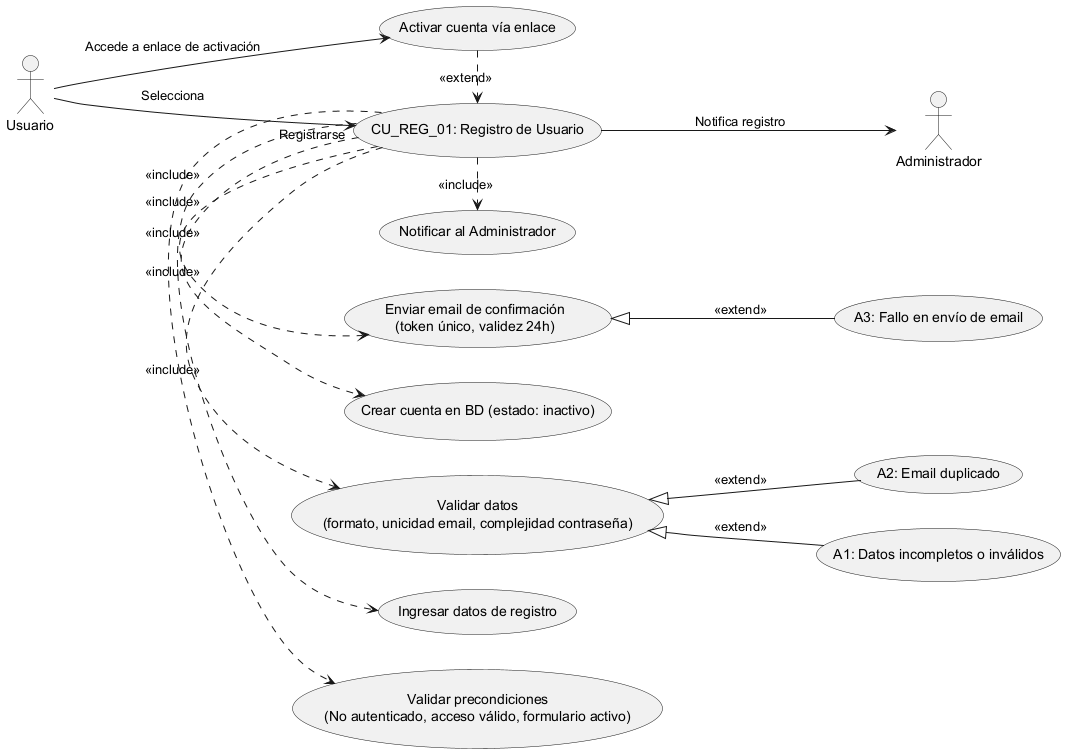 Activar cuenta vía enlace
Accede a enlace de activación
«extend»
Usuario
Selecciona
Registrarse
CU_REG_01: Registro de Usuario
Notifica registro
Administrador
«include»
«include»
Notificar al Administrador
«include»
«include»
«include»
«include»
Enviar email de confirmación
(token único, validez 24h)
«extend»
A3: Fallo en envío de email
Crear cuenta en BD (estado: inactivo)
Validar datos
(formato, unicidad email, complejidad contraseña)
«extend»
A2: Email duplicado
«extend»
A1: Datos incompletos o inválidos
Ingresar datos de registro
Validar precondiciones
(No autenticado, acceso válido, formulario activo)